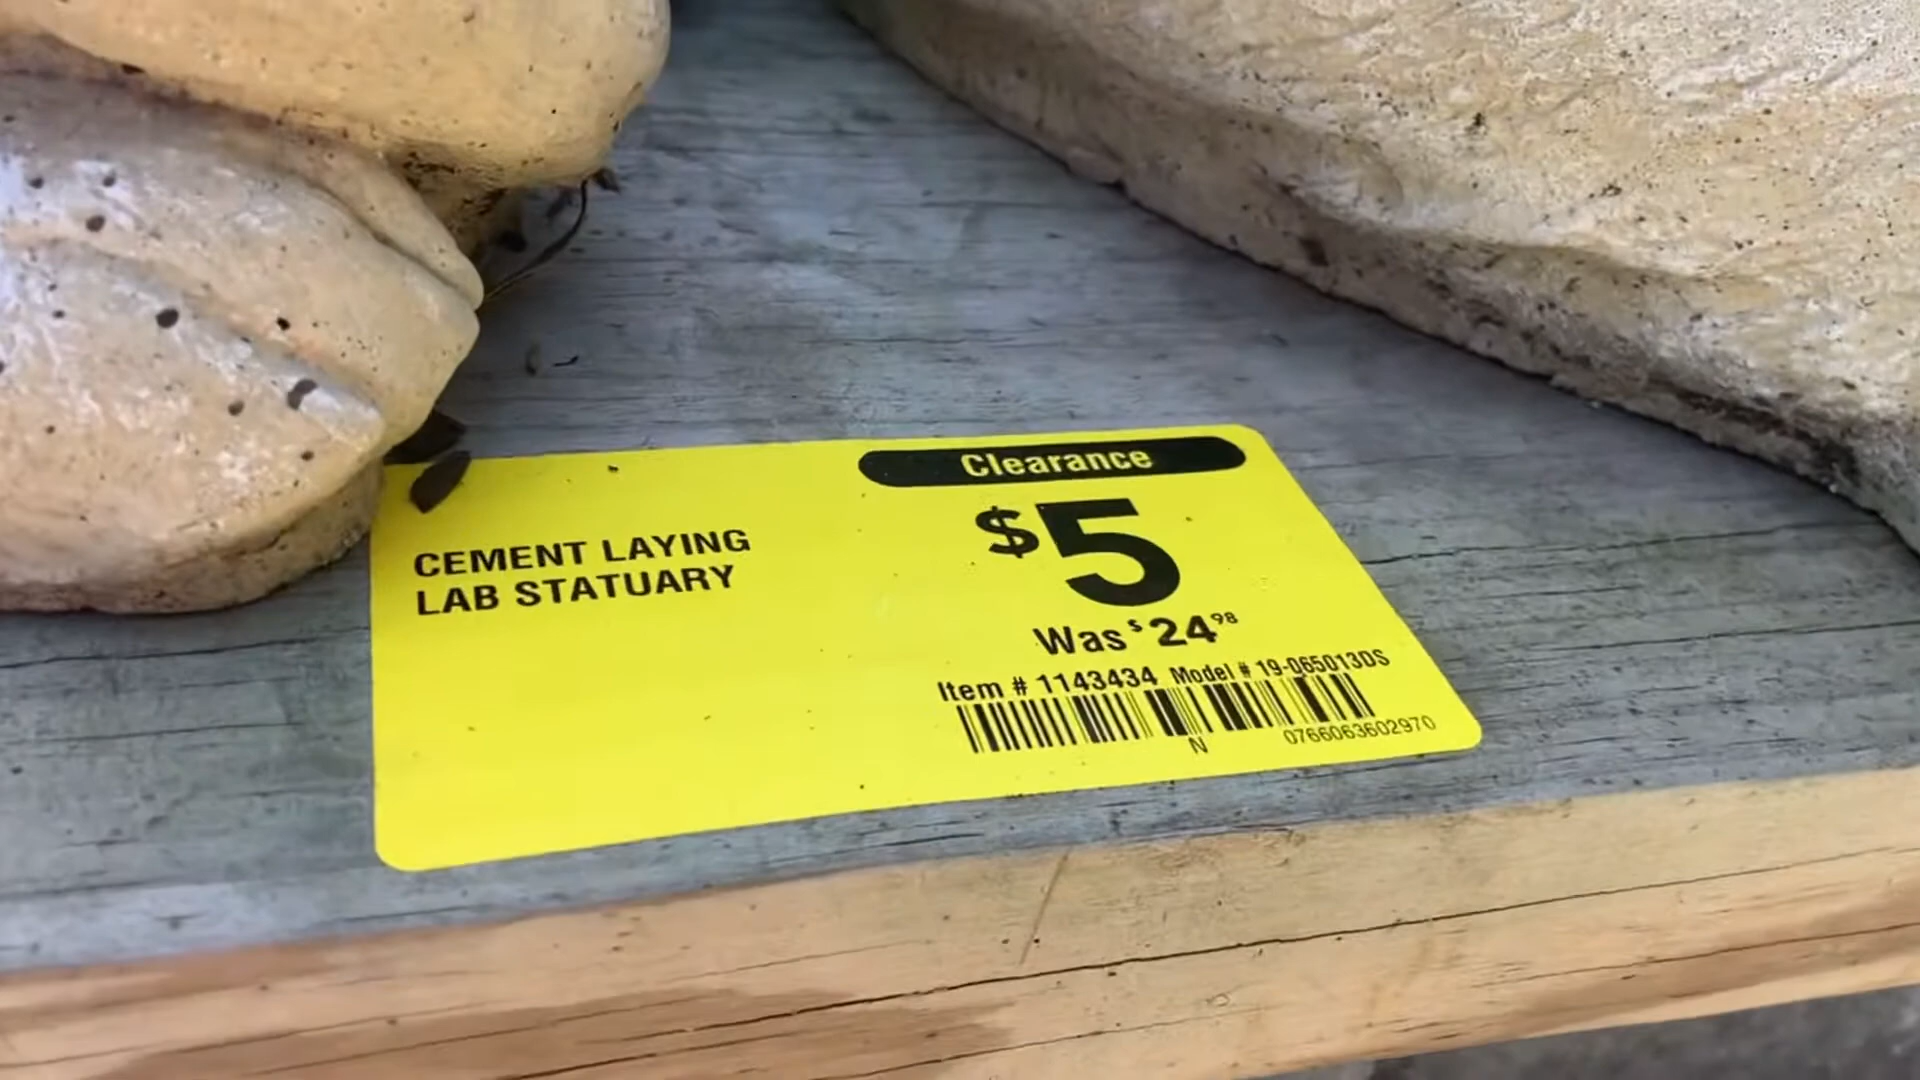 Clearance
CEMENT LAYING
LAB STATUARY
$5
Was $24.98
Item # 1143434 Model # 19-065013DS
N
0766063602970